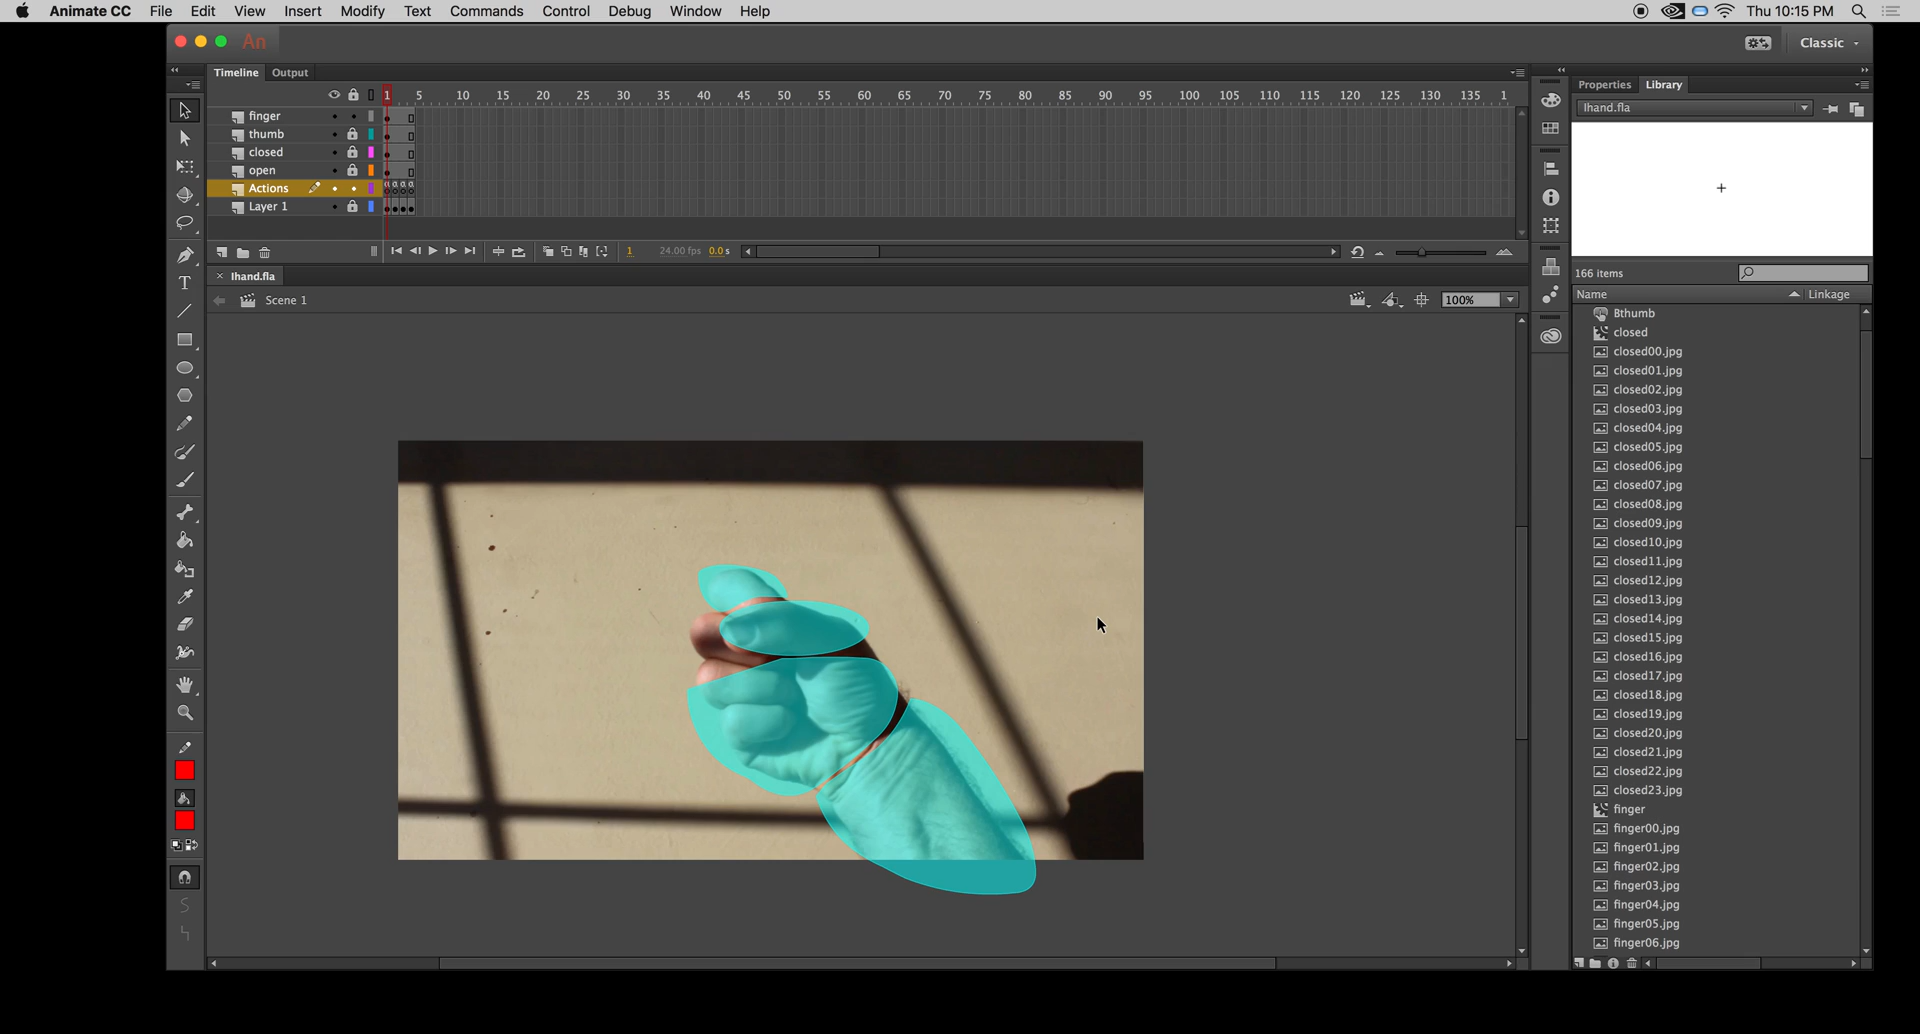 Animate CC File Edit View Insert Modify Text Commands Control Debug Window Help Thu 10:15 PM
An Classic
Timeline Output
1 5 10 15 20 25 30 35 40 45 50 55 60 65 70 75 80 85 90 95 100 105 110 115 120 125 130 135 1
finger
thumb
closed
open
Actions
Layer 1
1 24.00 fps 0.0 s
× lhand.fla
Scene 1 100%
Properties Library
lhand.fla
166 items
Name Linkage
Bthumb
closed
closed00.jpg
closed01.jpg
closed02.jpg
closed03.jpg
closed04.jpg
closed05.jpg
closed06.jpg
closed07.jpg
closed08.jpg
closed09.jpg
closed10.jpg
closed11.jpg
closed12.jpg
closed13.jpg
closed14.jpg
closed15.jpg
closed16.jpg
closed17.jpg
closed18.jpg
closed19.jpg
closed20.jpg
closed21.jpg
closed22.jpg
closed23.jpg
finger
finger00.jpg
finger01.jpg
finger02.jpg
finger03.jpg
finger04.jpg
finger05.jpg
finger06.jpg